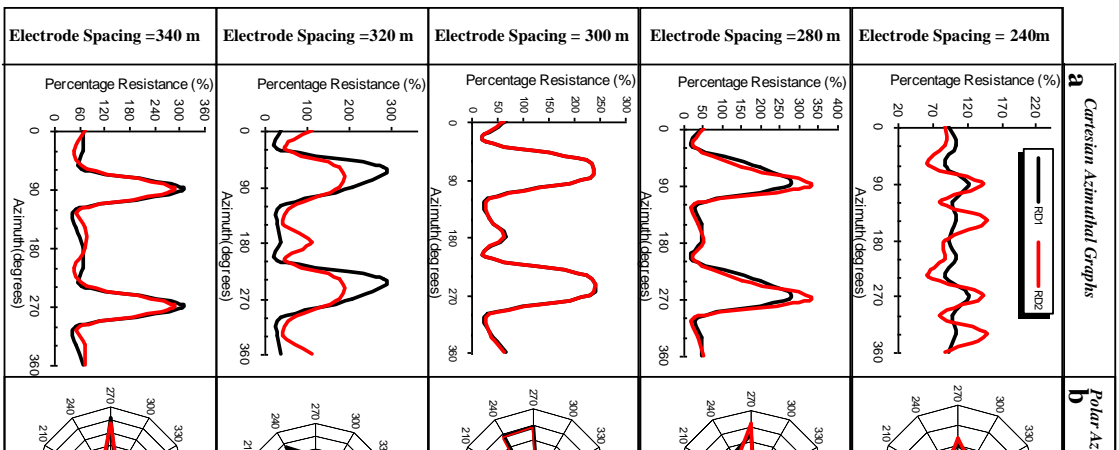 Electrode Spacing =340 m
Electrode Spacing =320 m
Electrode Spacing = 300 m
Electrode Spacing =280 m
Electrode Spacing = 240m
a
Cartesian Azimuthal Graphs
Percentage Resistance (%)
0 60 120 180 240 300 360
0
90
180
270
360
Azimuth(degrees)
Percentage Resistance (%)
0 100 200 300
0
90
180
270
360
Azimuth(degrees)
Percentage Resistance (%)
0 50 100 150 200 250 300
0
90
180
270
360
Azimuth(degrees)
Percentage Resistance (%)
0 50 100 150 200 250 300 350 400
0
90
180
270
360
Azimuth(degrees)
Percentage Resistance (%)
20 70 120 170 220
0
90
180
270
360
Azimuth(degrees)
RD1
RD2
b
Polar Az
210 240 270 300 330
210 240 270 300 330
210 240 270 300 330
210 240 270 300 330
210 240 270 300 330